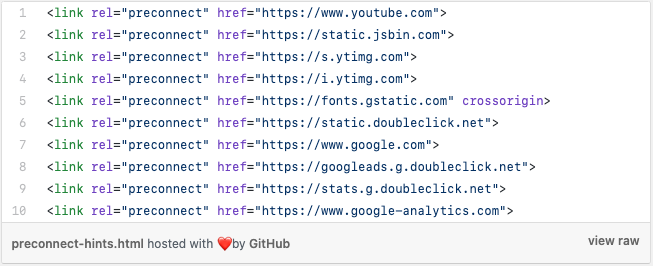 1 <link rel="preconnect" href="https://www.youtube.com">
2 <link rel="preconnect" href="https://static.jsbin.com">
3 <link rel="preconnect" href="https://s.ytimg.com">
4 <link rel="preconnect" href="https://i.ytimg.com">
5 <link rel="preconnect" href="https://fonts.gstatic.com" crossorigin>
6 <link rel="preconnect" href="https://static.doubleclick.net">
7 <link rel="preconnect" href="https://www.google.com">
8 <link rel="preconnect" href="https://googleads.g.doubleclick.net">
9 <link rel="preconnect" href="https://stats.g.doubleclick.net">
10 <link rel="preconnect" href="https://www.google-analytics.com">
preconnect-hints.html hosted with ❤️by GitHub view raw